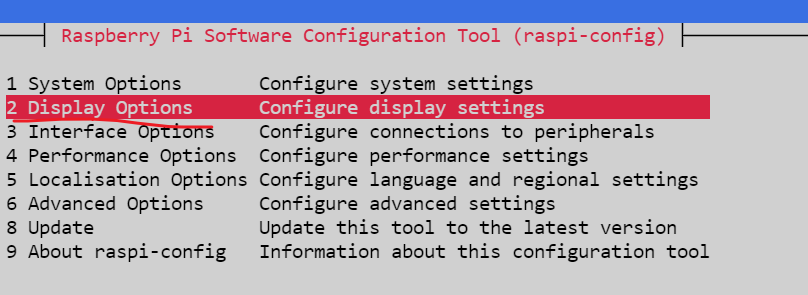 Raspberry Pi Software Configuration Tool (raspi-config)
1 System Options Configure system settings
2 Display Options Configure display settings
3 Interface Options Configure connections to peripherals
4 Performance Options Configure performance settings
5 Localisation Options Configure language and regional settings
6 Advanced Options Configure advanced settings
8 Update Update this tool to the latest version
9 About raspi-config Information about this configuration tool